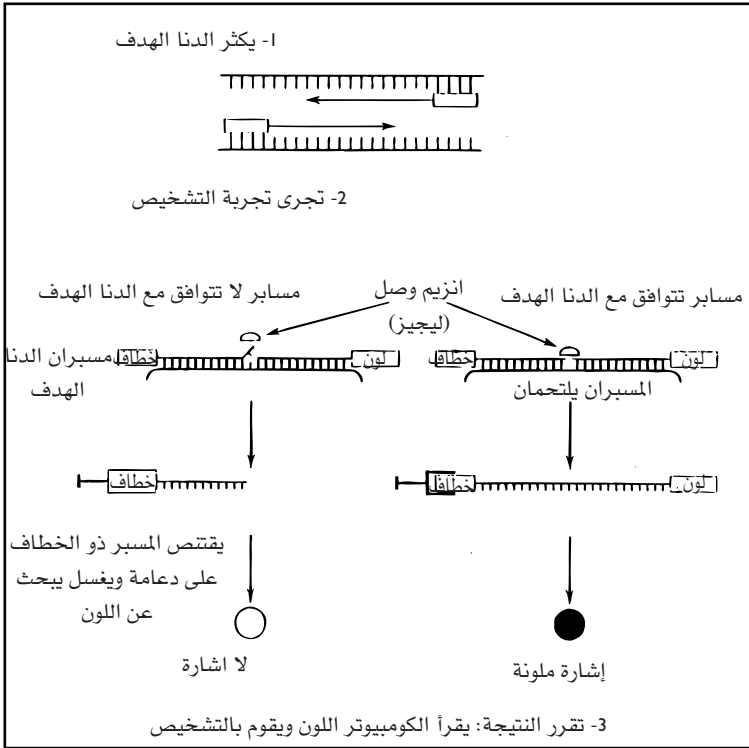 1- يكثر الدنا الهدف
2- تجرى تجربة التشخيص
مسابر تتوافق مع الدنا الهدف
انزيم وصل
(ليجيز)
مسابر لا تتوافق مع الدنا الهدف
خطاف
لون
المسبران يلتحمان
مسبران الدنا
الهدف
خطاف
لون
خطاف
لون
خطاف
يقتتص المسبر ذو الخطاف
على دعامة ويغسل يبحث
عن اللون
إشارة ملونة
لا اشارة
3- تقرر النتيجة: يقرأ الكومبيوتر اللون ويقوم بالتشخيص